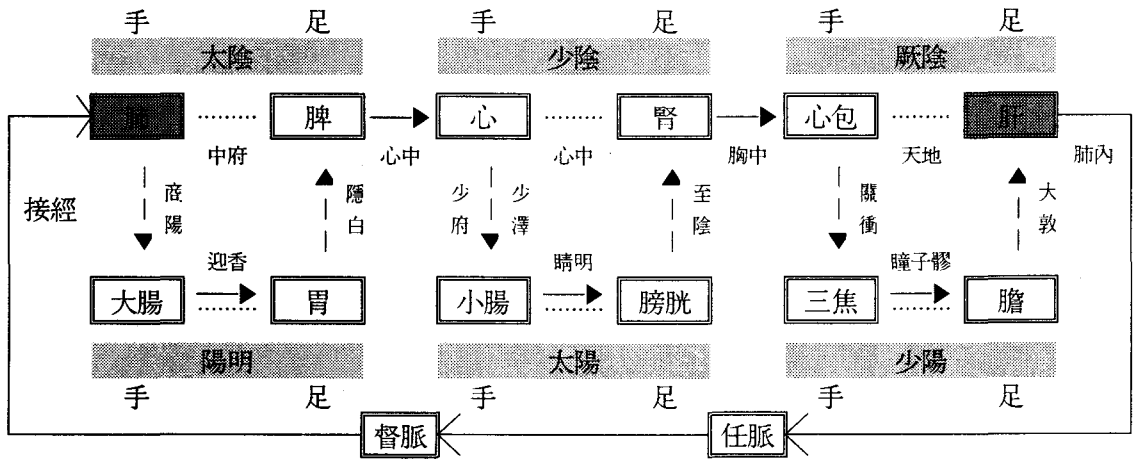 手 足 手 足 手 足
太陰 少陰 厥陰
脾 心 腎 心包 肝
中府 心中 心中 胸中 天地 肺內
接經
商陽 隱白 少府 少澤 至陰 關衝 大敦
迎香 睛明 瞳子髎
大腸 胃 小腸 膀胱 三焦 膽
陽明 太陽 少陽
手 足 手 足 手 足
督脈 任脈